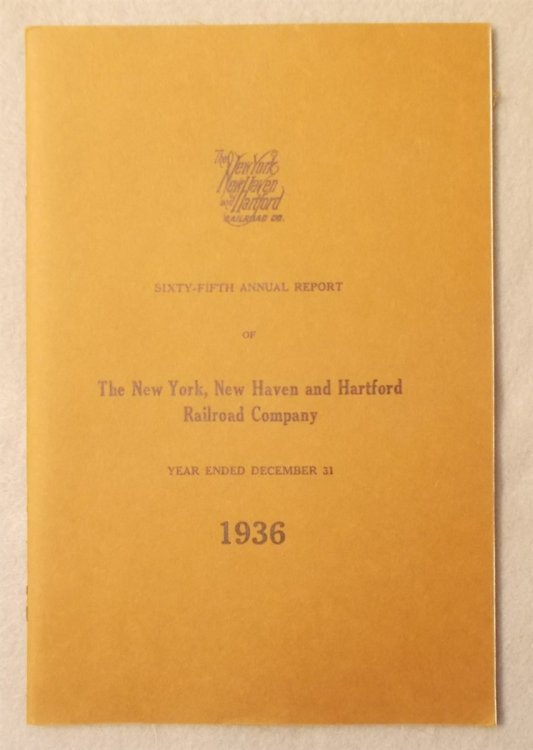 The New York
New Haven
and Hartford
RAILROAD CO.
SIXTY-FIFTH ANNUAL REPORT
OF
The New York, New Haven and Hartford
Railroad Company
YEAR ENDED DECEMBER 31
1936